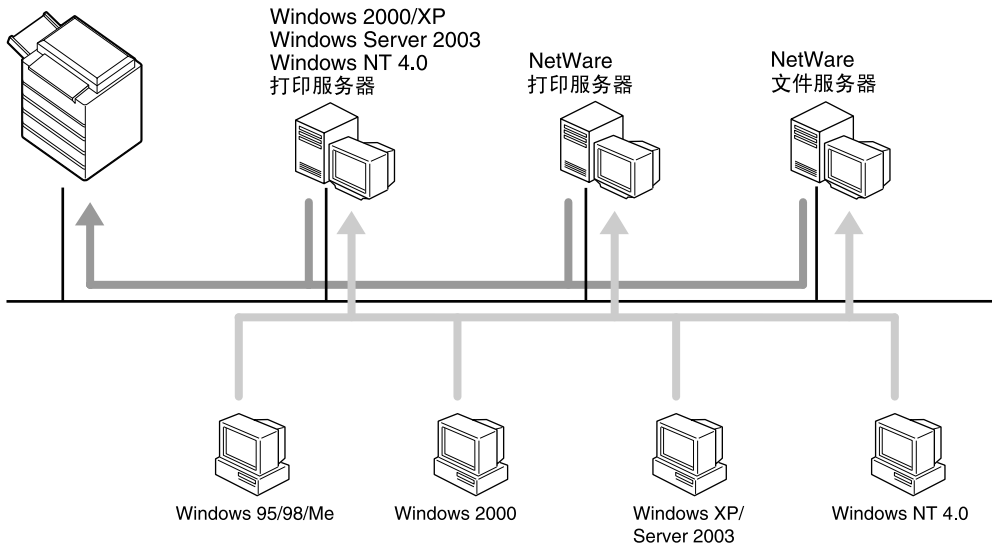 Windows 2000/XP
Windows Server 2003
Windows NT 4.0
打印服务器
NetWare
打印服务器
NetWare
文件服务器
Windows 95/98/Me
Windows 2000
Windows XP/
Server 2003
Windows NT 4.0